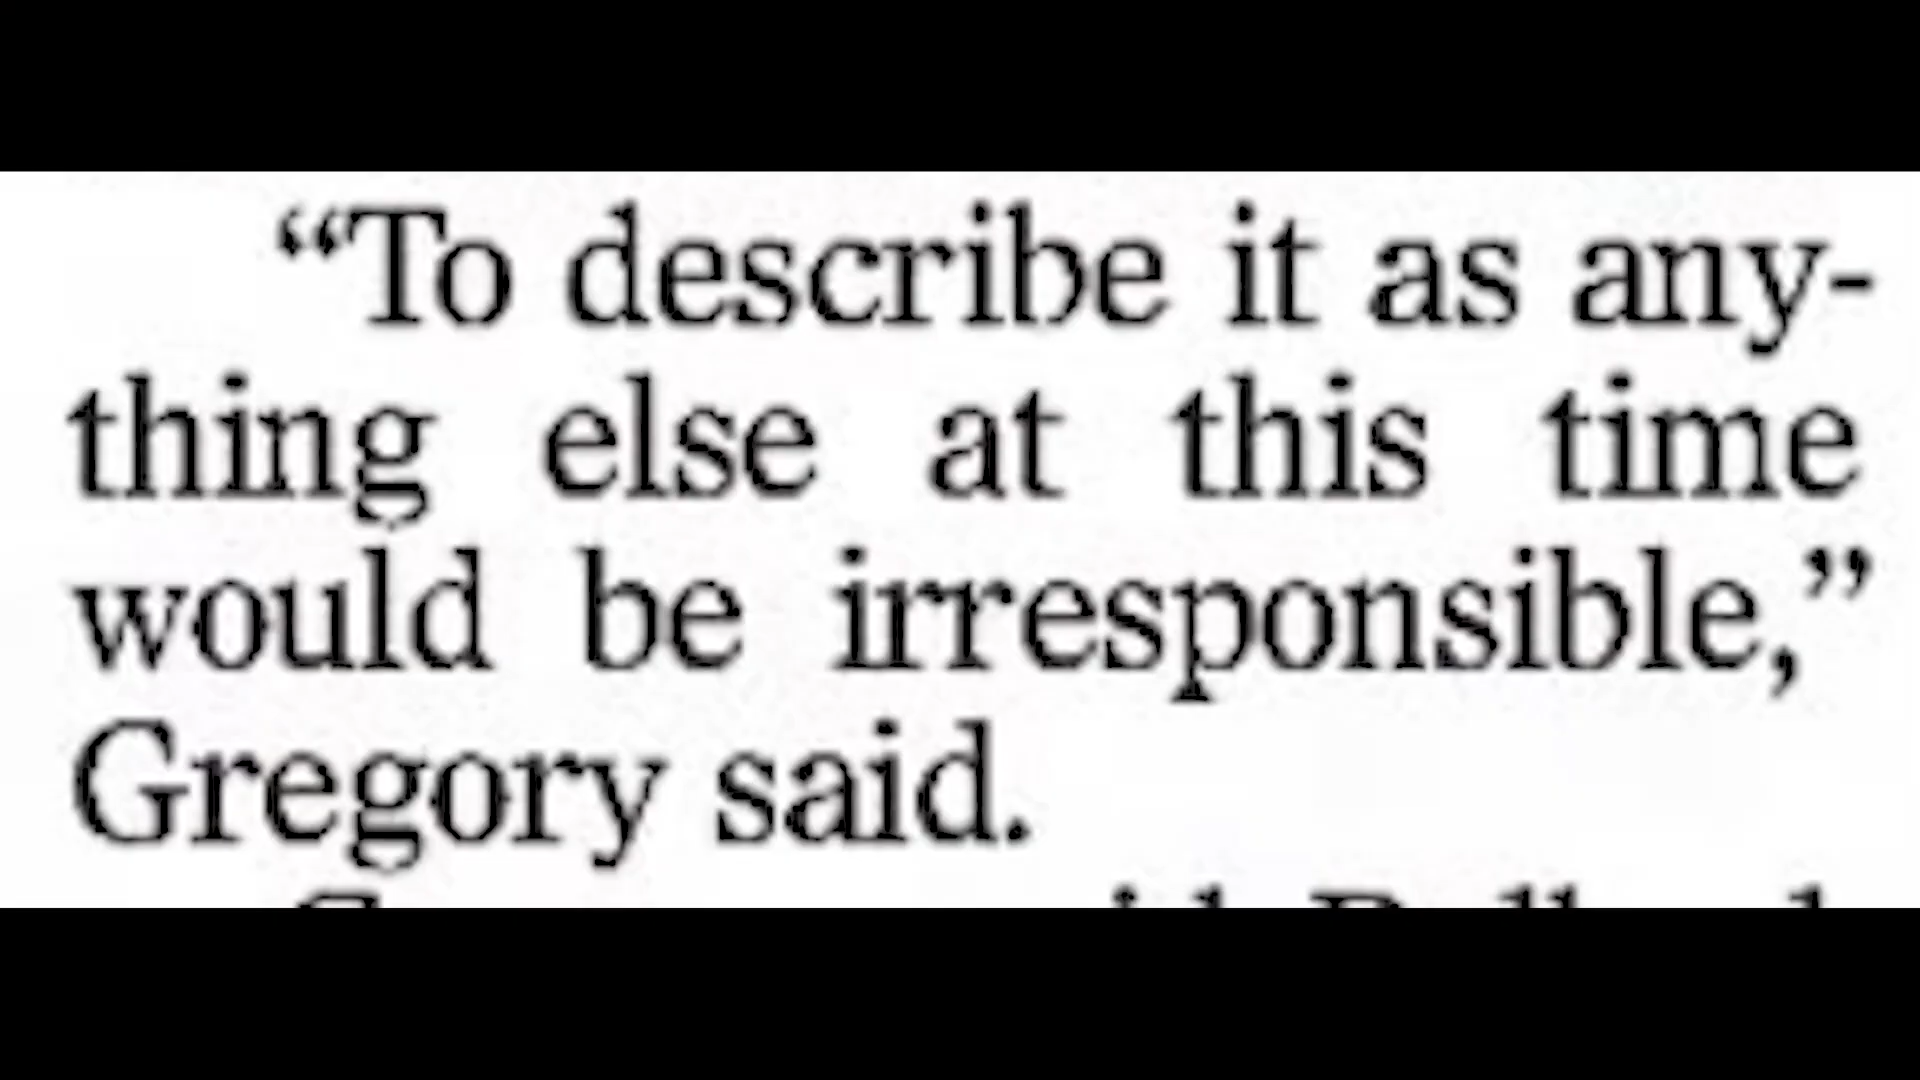 “To describe it as any-
thing else at this time
would be irresponsible,”
Gregory said.